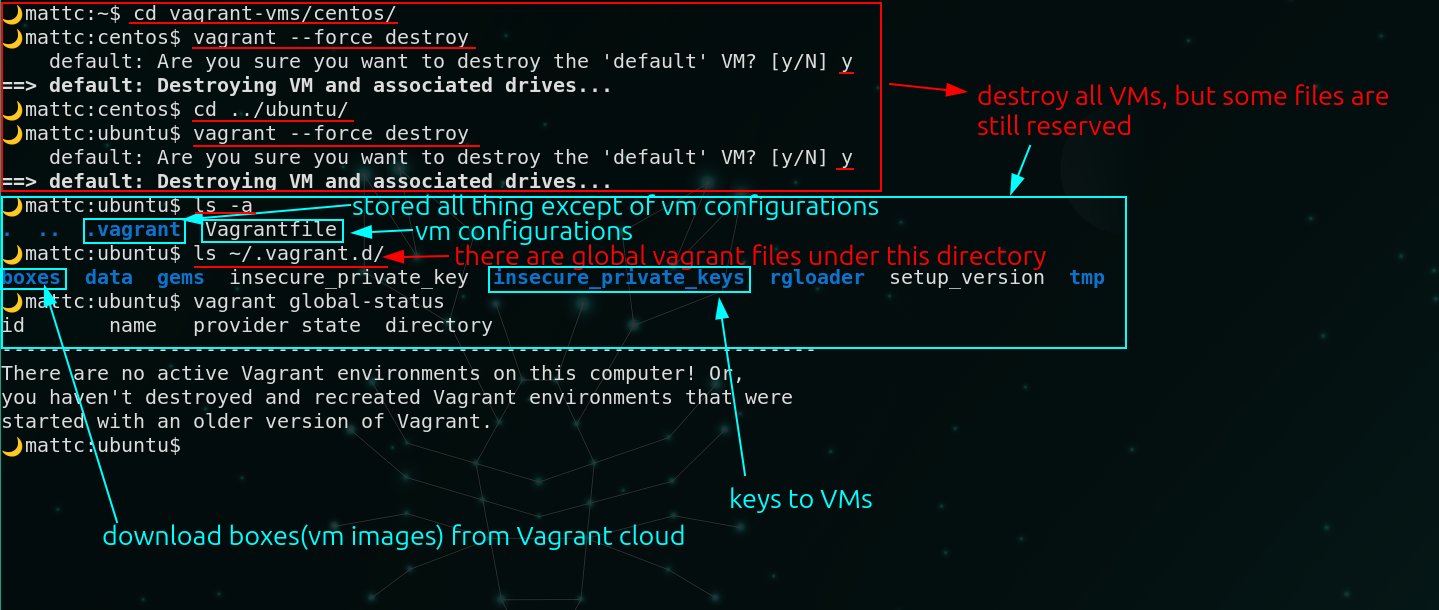 mattc:~$ cd vagrant-vms/centos/
mattc:centos$ vagrant --force destroy
default: Are you sure you want to destroy the 'default' VM? [y/N] y
==> default: Destroying VM and associated drives...
mattc:centos$ cd ../ubuntu/
mattc:ubuntu$ vagrant --force destroy
default: Are you sure you want to destroy the 'default' VM? [y/N] y
==> default: Destroying VM and associated drives...
destroy all VMs, but some files are
still reserved
mattc:ubuntu$ ls -a
stored all thing except of vm configurations
. .. .vagrant Vagrantfile
vm configurations
mattc:ubuntu$ ls ~/.vagrant.d/
there are global vagrant files under this directory
boxes data gems insecure_private_key insecure_private_keys rgloader setup_version tmp
mattc:ubuntu$ vagrant global-status
id name provider state directory
--------------------------------------------------------------------
There are no active Vagrant environments on this computer! Or,
you haven't destroyed and recreated Vagrant environments that were
started with an older version of Vagrant.
mattc:ubuntu$
keys to VMs
download boxes(vm images) from Vagrant cloud